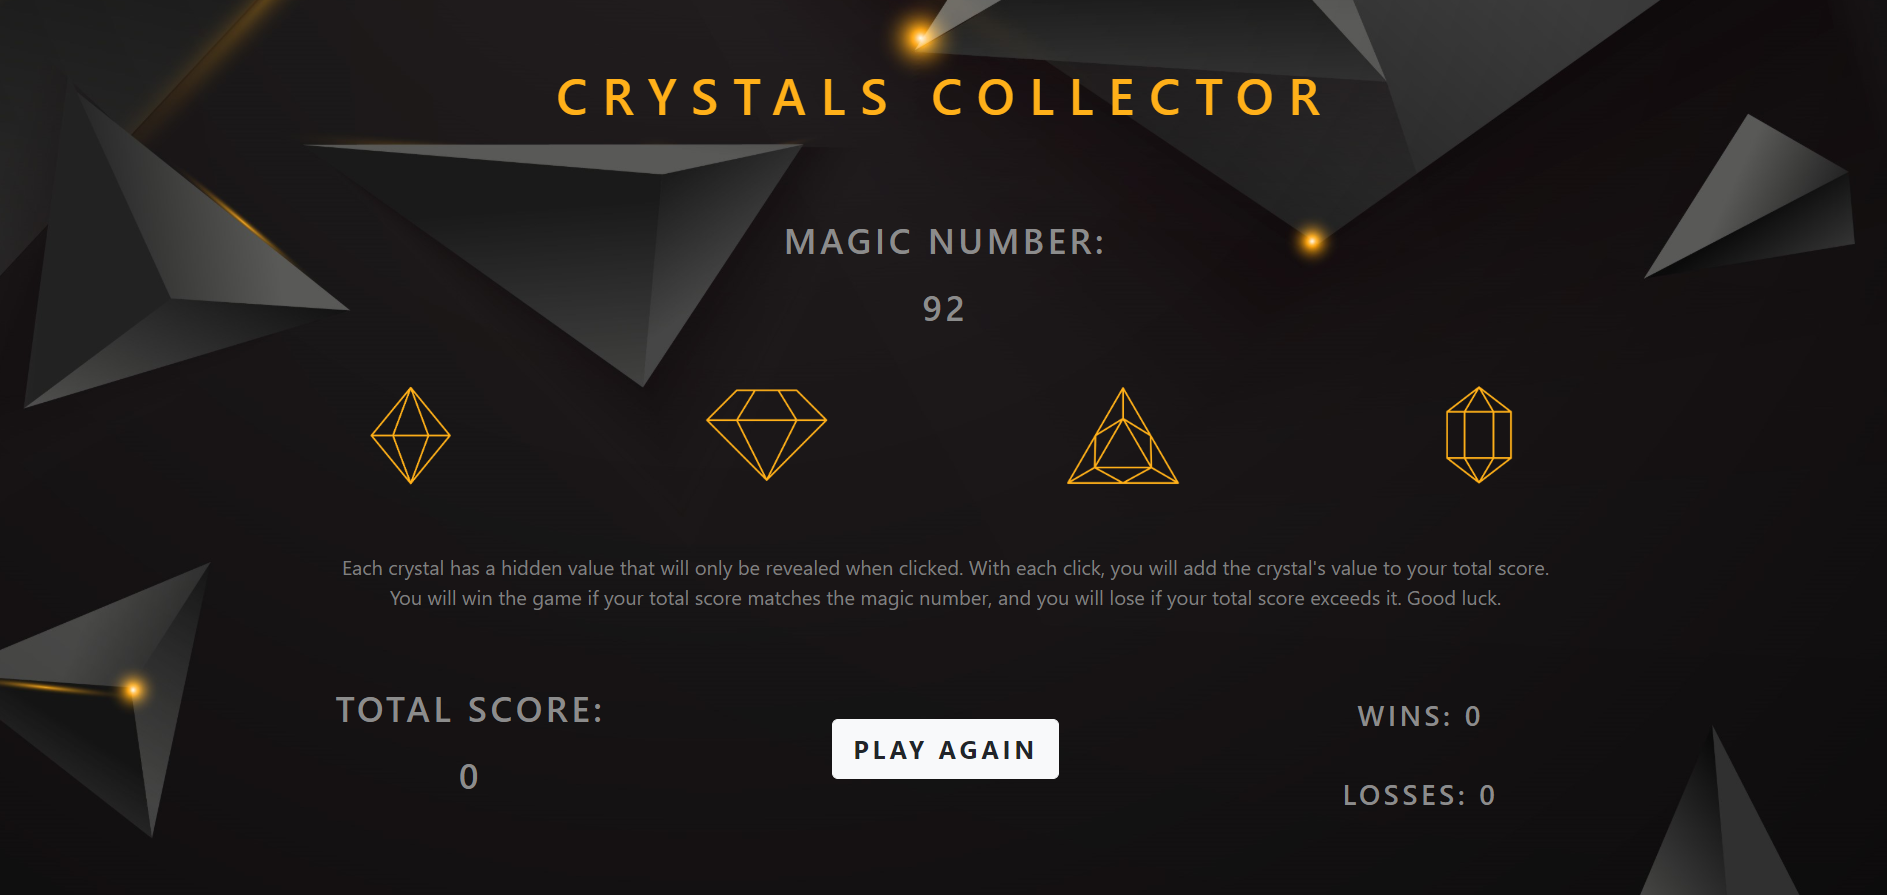 CRYSTALS COLLECTOR
MAGIC NUMBER:
92
Each crystal has a hidden value that will only be revealed when clicked. With each click, you will add the crystal's value to your total score.
You will win the game if your total score matches the magic number, and you will lose if your total score exceeds it. Good luck.
TOTAL SCORE:
0
PLAY AGAIN
WINS: 0
LOSSES: 0